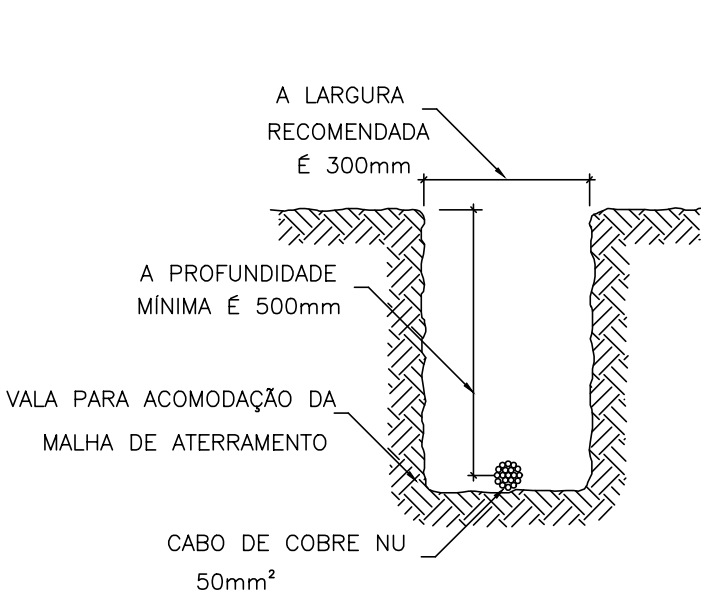 A LARGURA
RECOMENDADA
É 300mm
A PROFUNDIDADE
MÍNIMA É 500mm
VALA PARA ACOMODAÇÃO DA
MALHA DE ATERRAMENTO
CABO DE COBRE NU
50mm²